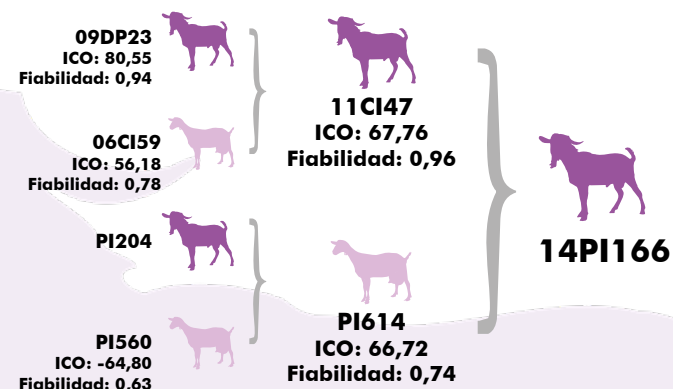 09DP23
ICO: 80,55
Fiabilidad: 0,94
06CI59
ICO: 56,18
Fiabilidad: 0,78
PI204
PI560
ICO: -64,80
Fiabilidad: 0,63
11CI47
ICO: 67,76
Fiabilidad: 0,96
PI614
ICO: 66,72
Fiabilidad: 0,74
14PI166